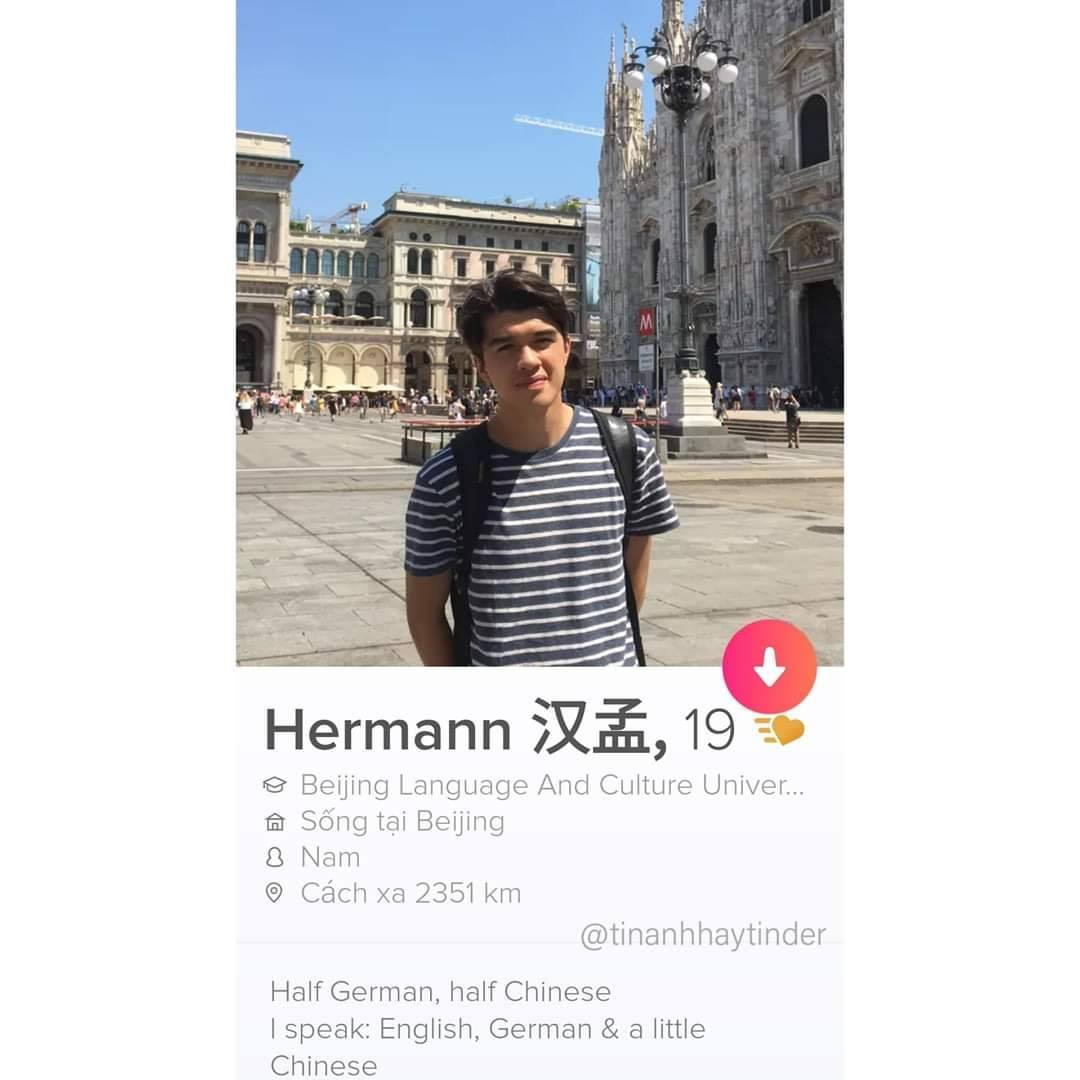 M
Hermann 汉孟, 19
Beijing Language And Culture Univer...
Sống tại Beijing
Nam
Cách xa 2351 km
@tinanhhaytinder
Half German, half Chinese
I speak: English, German & a little
Chinese